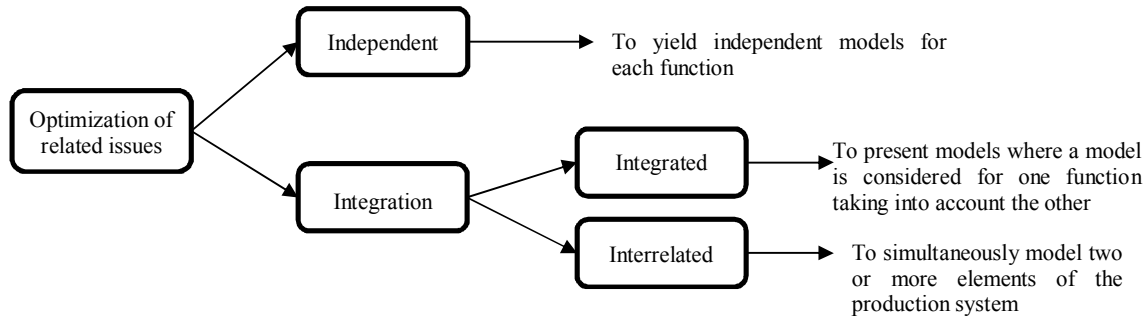 Independent
To yield independent models for
each function
Optimization of
related issues
Integration
Integrated
To present models where a model
is considered for one function
taking into account the other
Interrelated
To simultaneously model two
or more elements of the
production system